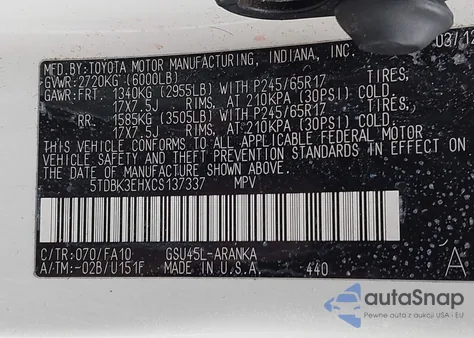 MFD.BY:TOYOTA MOTOR MANUFACTURING, INDIANA, INC. 03/12
GVWR:2720KG (6000LB)
GAWR:FRT. 1340KG (2955LB) WITH P245/65R17 TIRES,
17X7.5J RIMS, AT 210KPA (30PSI) COLD.
RR. 1585KG (3505LB) WITH P245/65R17 TIRES,
17X7.5J RIMS, AT 210KPA (30PSI) COLD.
THIS VEHICLE CONFORMS TO ALL APPLICABLE FEDERAL MOTOR
VEHICLE SAFETY STANDARDS IN EFFECT ON
THE DATE OF MANUFACTURE SHOWN ABOVE.
5TDBK3EHXCS137337 MPV
C/TR:070/FA10 GSU45L-ARANKA
A/TM:-02B/U151F MADE IN U.S.A. 440 A
autoSnap
Pewne auta z aukcji USA i EU